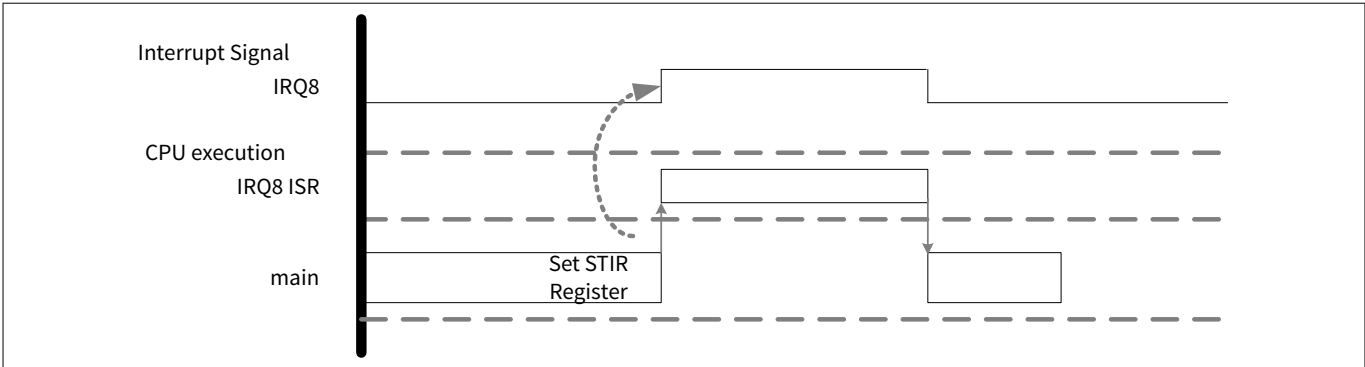 Interrupt Signal
IRQ8
CPU execution
IRQ8 ISR
main
Set STIR
Register